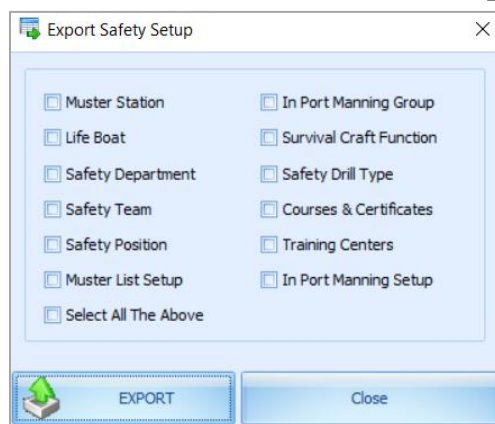 Export Safety Setup
Muster Station
Life Boat
Safety Department
Safety Team
Safety Position
Muster List Setup
Select All The Above
In Port Manning Group
Survival Craft Function
Safety Drill Type
Courses & Certificates
Training Centers
In Port Manning Setup
EXPORT
Close